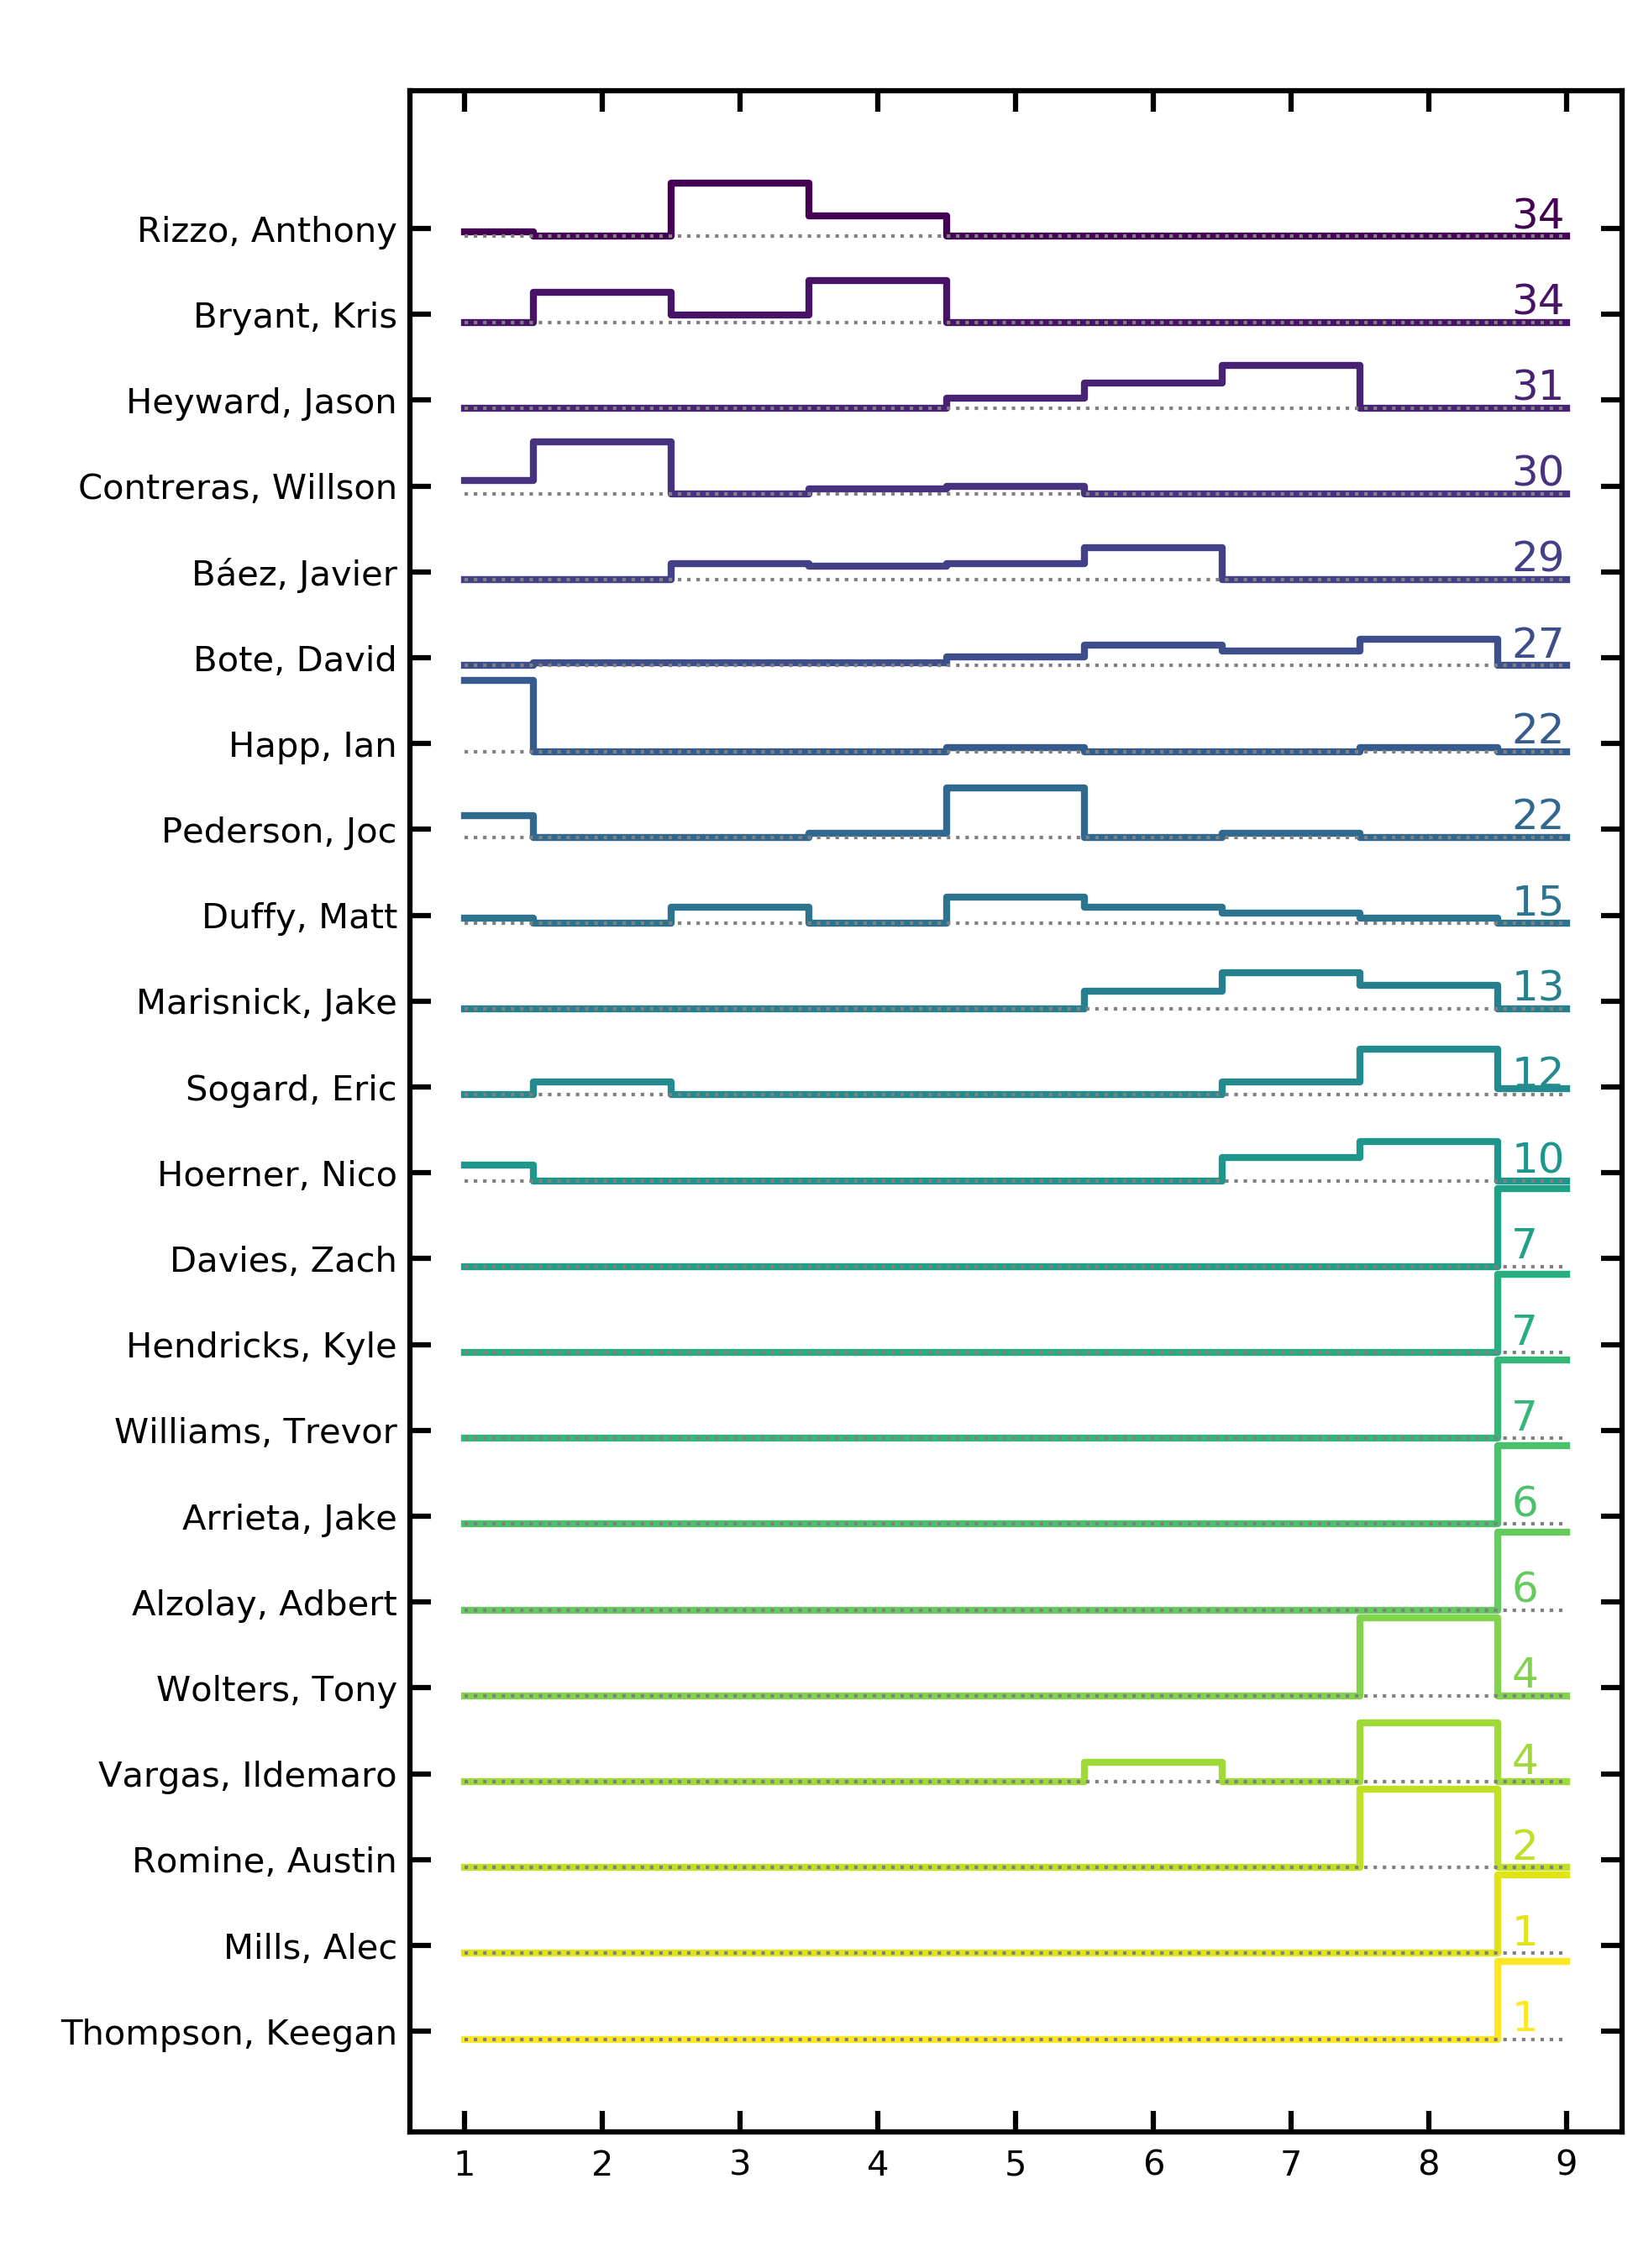 Rizzo, Anthony 34
Bryant, Kris 34
Heyward, Jason 31
Contreras, Willson 30
Báez, Javier 29
Bote, David 27
Happ, Ian 22
Pederson, Joc 22
Duffy, Matt 15
Marisnick, Jake 13
Sogard, Eric 12
Hoerner, Nico 10
Davies, Zach 7
Hendricks, Kyle 7
Williams, Trevor 7
Arrieta, Jake 6
Alzolay, Adbert 6
Wolters, Tony 4
Vargas, Ildemaro 4
Romine, Austin 2
Mills, Alec 1
Thompson, Keegan 1
1 2 3 4 5 6 7 8 9